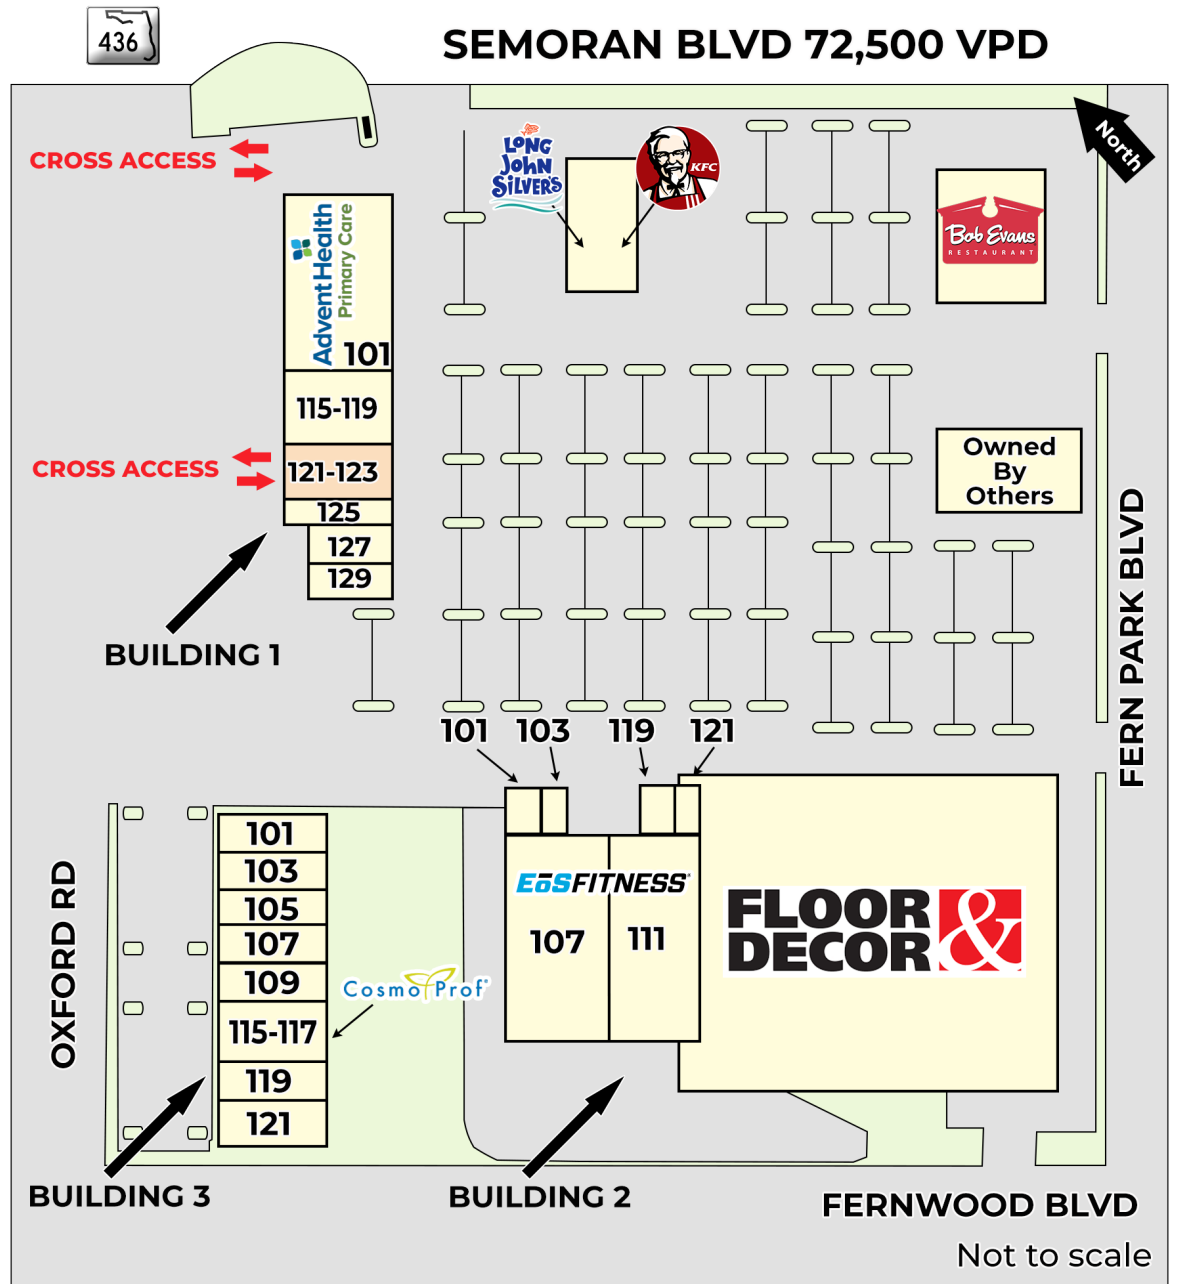 436
SEMORAN BLVD 72,500 VPD
North
CROSS ACCESS
LONG
JOHN
SILVER'S
KFC
Bob Evans
RESTAURANT
AdventHealth
Primary Care
101
115-119
CROSS ACCESS
121-123
125
127
129
BUILDING 1
Owned
By
Others
FERN PARK BLVD
101
103
119
121
OXFORD RD
101
103
105
107
109
115-117
119
121
CosmoProf
EōSFITNESS
107
111
FLOOR &
DECOR
BUILDING 3
BUILDING 2
FERNWOOD BLVD
Not to scale